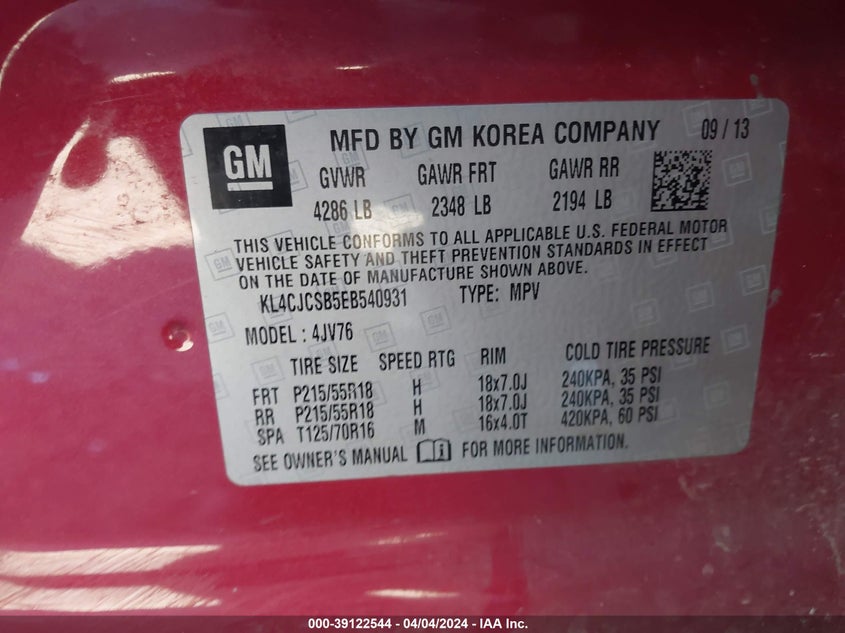 GM
MFD BY GM KOREA COMPANY 09 / 13
GVWR GAWR FRT GAWR RR
4286 LB 2348 LB 2194 LB
THIS VEHICLE CONFORMS TO ALL APPLICABLE U.S. FEDERAL MOTOR
VEHICLE SAFETY AND THEFT PREVENTION STANDARDS IN EFFECT
ON THE DATE OF MANUFACTURE SHOWN ABOVE.
KL4CJCSB5EB540931 TYPE: MPV
MODEL : 4JV76
TIRE SIZE SPEED RTG RIM COLD TIRE PRESSURE
FRT P215/55R18 H 18x7.0J 240KPA, 35 PSI
RR P215/55R18 H 18x7.0J 240KPA, 35 PSI
SPA T125/70R16 M 16x4.0T 420KPA, 60 PSI
SEE OWNER'S MANUAL FOR MORE INFORMATION.
000-39122544 - 04/04/2024 - IAA Inc.